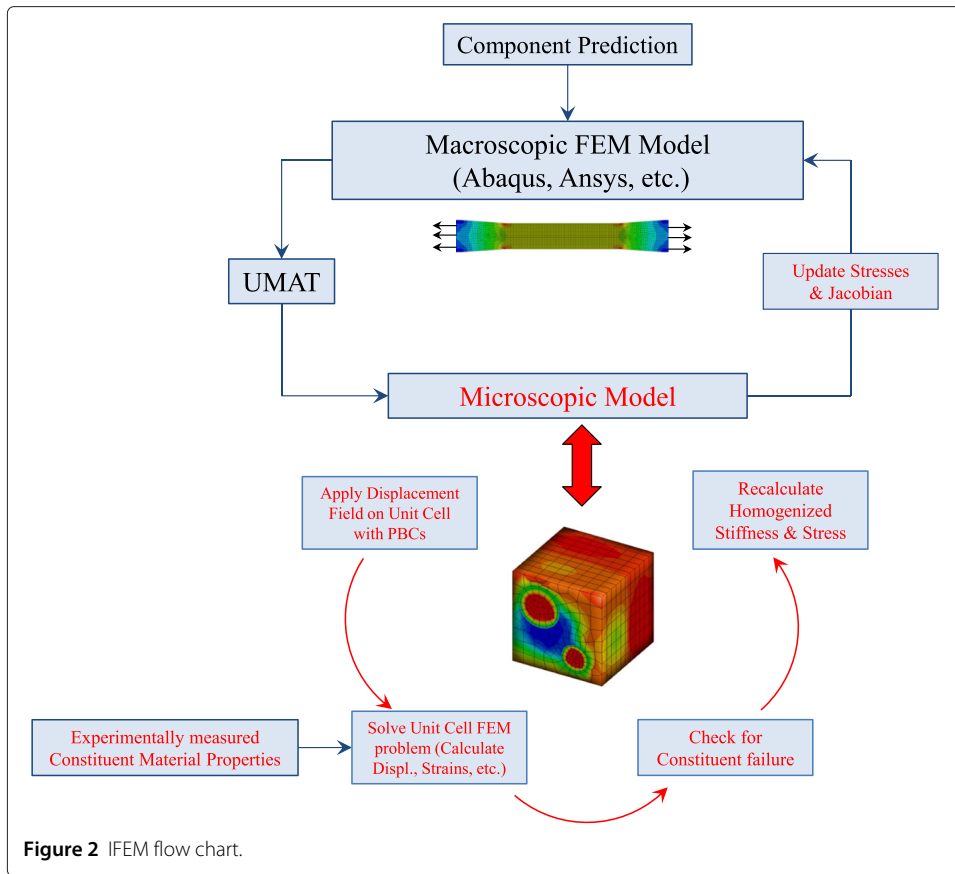 Component Prediction
Macroscopic FEM Model
(Abaqus, Ansys, etc.)
UMAT
Update Stresses
& Jacobian
Microscopic Model
Apply Displacement
Field on Unit Cell
with PBCs
Recalculate
Homogenized
Stiffness & Stress
Experimentally measured
Constituent Material Properties
Solve Unit Cell FEM
problem (Calculate
Displ., Strains, etc.)
Check for
Constituent failure
Figure 2 IFEM flow chart.